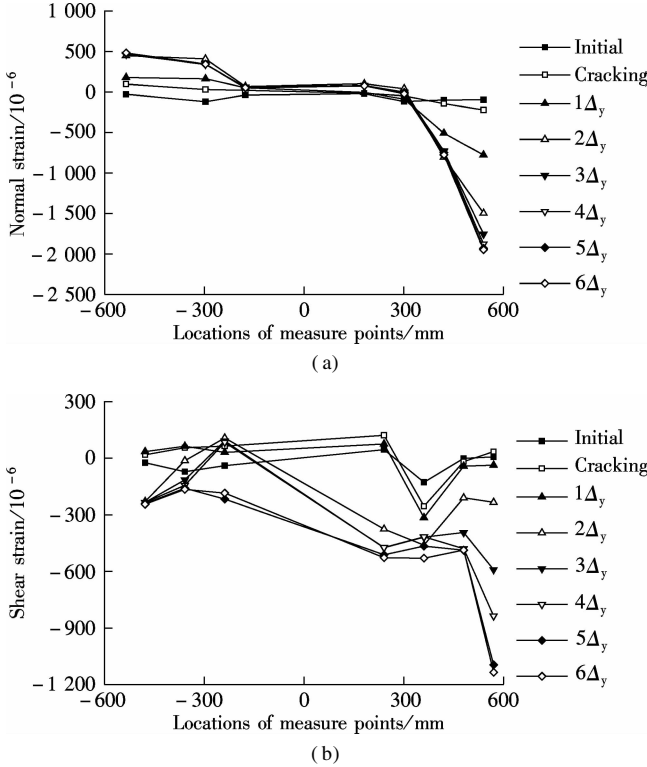 1 000
500
0
−500
−1 000
−1 500
−2 000
−2 500
Normal strain/10⁻⁶
−600
−300
0
300
600
Locations of measure points/mm
Initial
Cracking
1Δy
2Δy
3Δy
4Δy
5Δy
6Δy
(a)
300
0
−300
−600
−900
−1 200
Shear strain/10⁻⁶
−600
−300
0
300
600
Locations of measure points/mm
Initial
Cracking
1Δy
2Δy
3Δy
4Δy
5Δy
6Δy
(b)